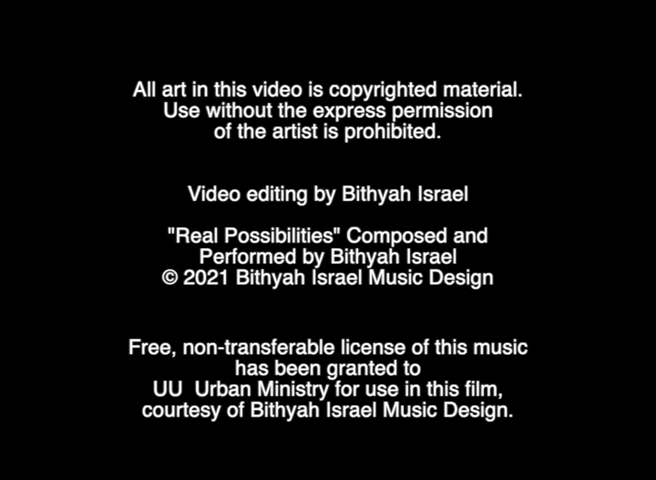 All art in this video is copyrighted material.
Use without the express permission
of the artist is prohibited.
Video editing by Bithyah Israel
"Real Possibilities" Composed and
Performed by Bithyah Israel
© 2021 Bithyah Israel Music Design
Free, non-transferable license of this music
has been granted to
UU  Urban Ministry for use in this film,
courtesy of Bithyah Israel Music Design.